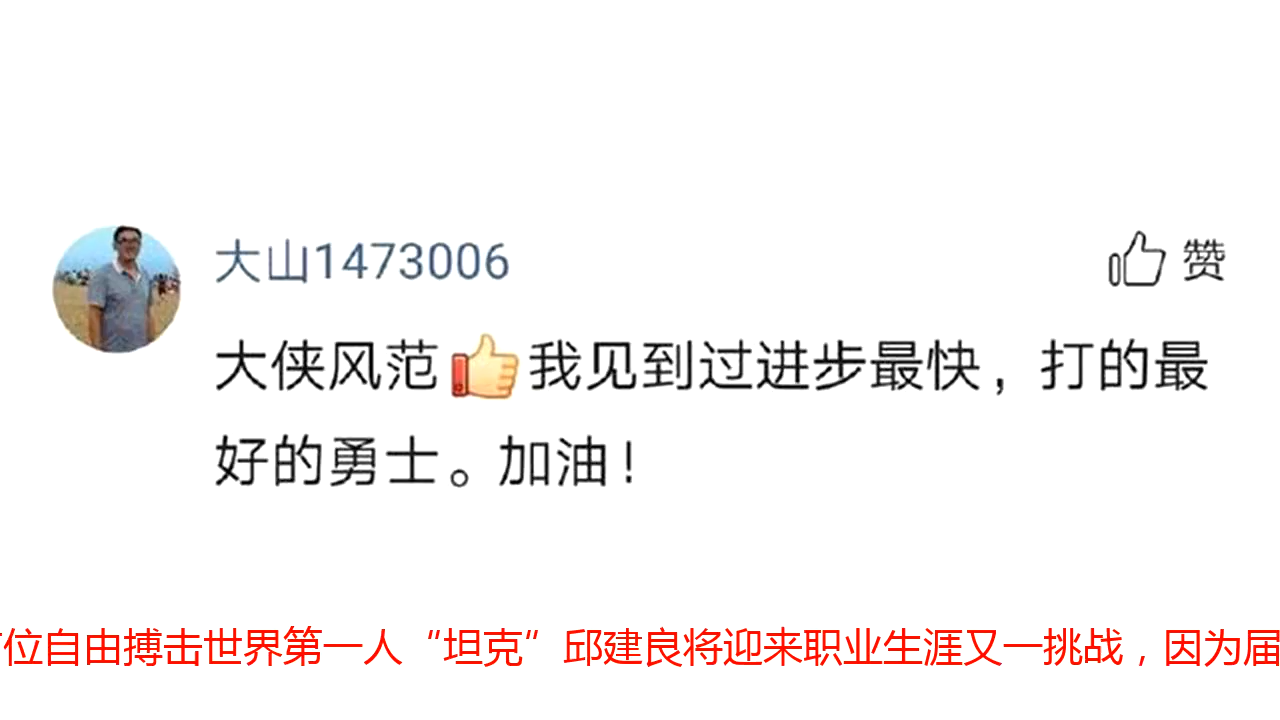 大山1473006
赞
大侠风范👍我见到过进步最快，打的最
好的勇士。加油！
位自由搏击世界第一人“坦克”邱建良将迎来职业生涯又一挑战，因为届